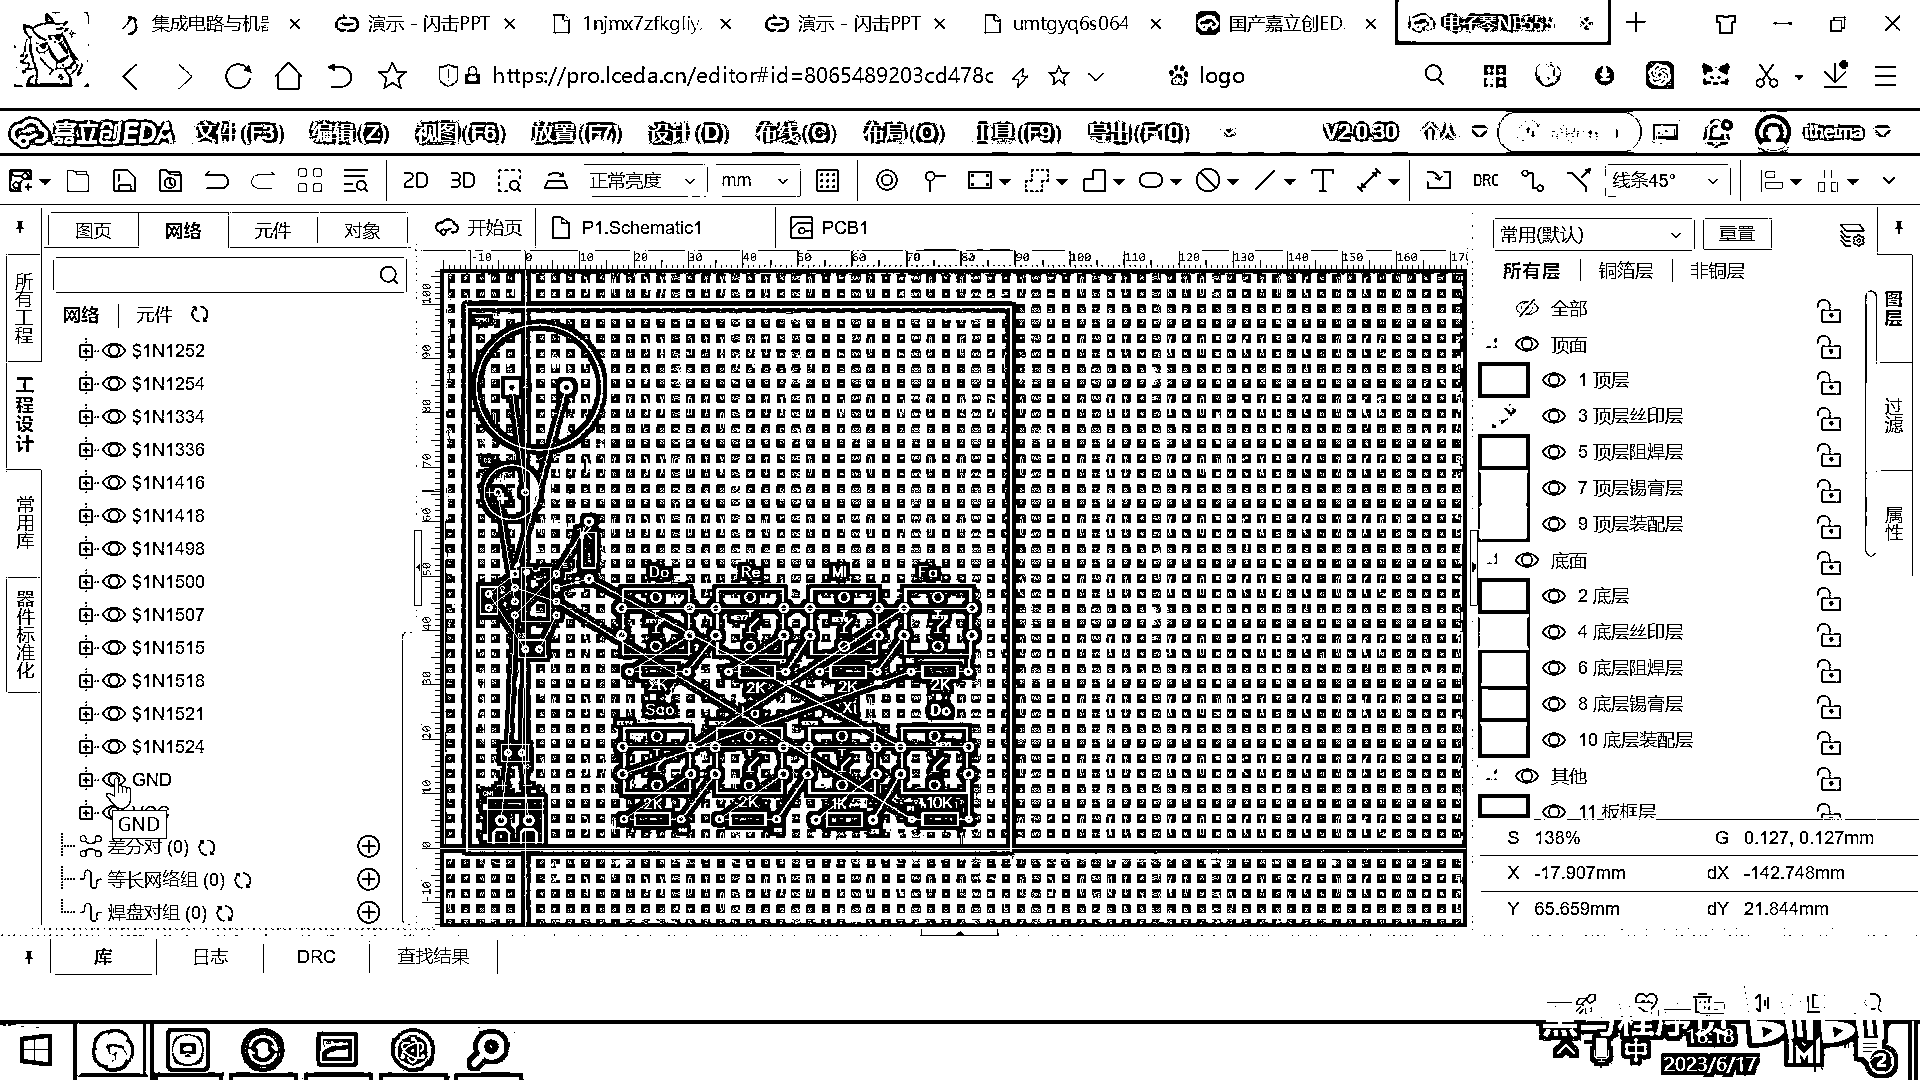 集成电路与机器
演示 - 闪击PPT
1njmx7zfkgliy.
演示 - 闪击PPT
umtgyq6s064
国产嘉立创ED.
电子琴NE555
https://pro.lceda.cn/editor#id=8065489203cd478c
logo
嘉立创EDA 文件(F3) 编辑(Z) 视图(F6) 放置(F7) 设计(D) 布线(C) 布局(O) 工具(F9) 导出(F10) V2.0.30 个人 itheima
2D 3D 正常亮度 mm DRC 线条45°
图页 网络 元件 对象
开始页 P1.Schematic1 PCB1
常用(默认) 重置
所有层 铜箔层 非铜层
所有工程
工程设计
常用库
器件标准化
网络 元件
$1N1252
$1N1254
$1N1334
$1N1336
$1N1416
$1N1418
$1N1498
$1N1500
$1N1507
$1N1515
$1N1518
$1N1521
$1N1524
GND
GND
差分对 (0)
等长网络组 (0)
焊盘对组 (0)
-10 0 10 20 30 40 50 60 70 80 90 100 110 120 130 140 150 160 170
100
90
80
70
60
50
40
30
20
10
0
-10
Do Re Mi Fa
2K 2K 2K
Sao Xi Do
2K 2K 1K 10K
全部
顶面
1 顶层
3 顶层丝印层
5 顶层阻焊层
7 顶层锡膏层
9 顶层装配层
底面
2 底层
4 底层丝印层
6 底层阻焊层
8 底层锡膏层
10 底层装配层
其他
11 板框层
图层
过滤
属性
S 138% G 0.127, 0.127mm
X -17.907mm dX -142.748mm
Y 65.659mm dY 21.844mm
库 日志 DRC 查找结果
黑马程序员
中
18:18
2023/6/17
2